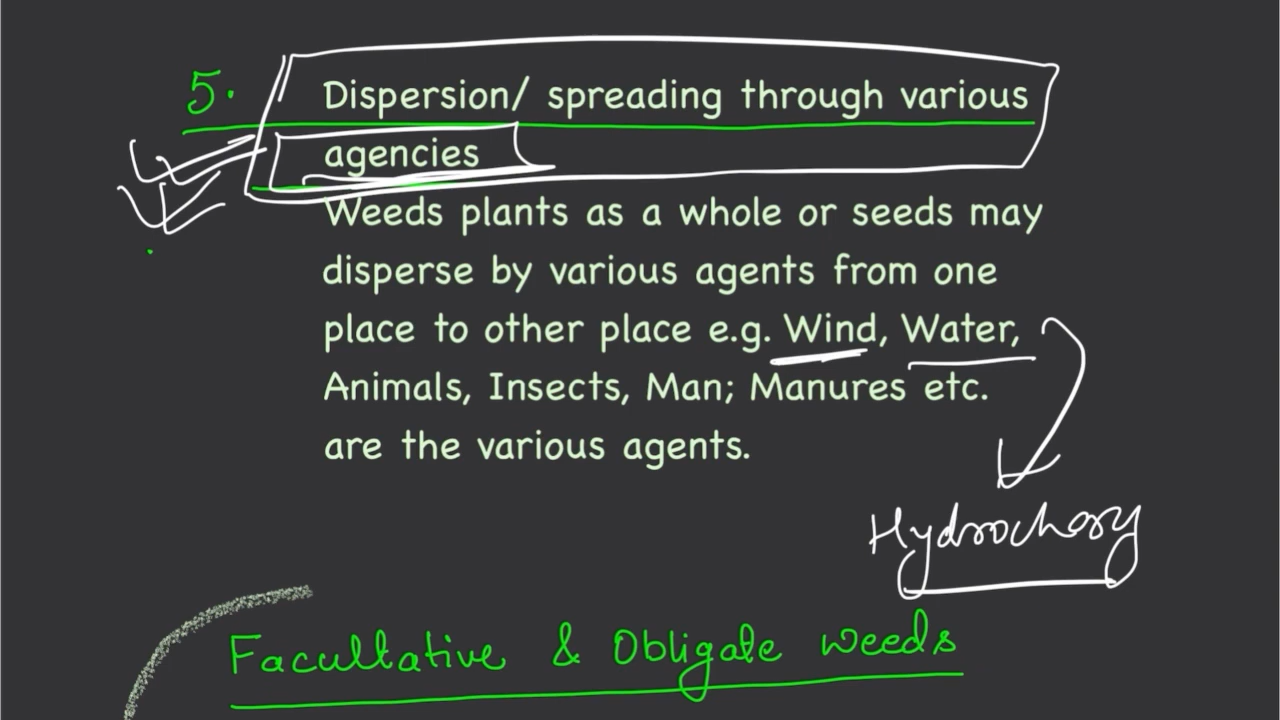 5. Dispersion/ spreading through various
agencies
Weeds plants as a whole or seeds may
disperse by various agents from one
place to other place e.g. Wind, Water,
Animals, Insects, Man; Manures etc.
are the various agents.
Hydrochory
Facultative & Obligate weeds